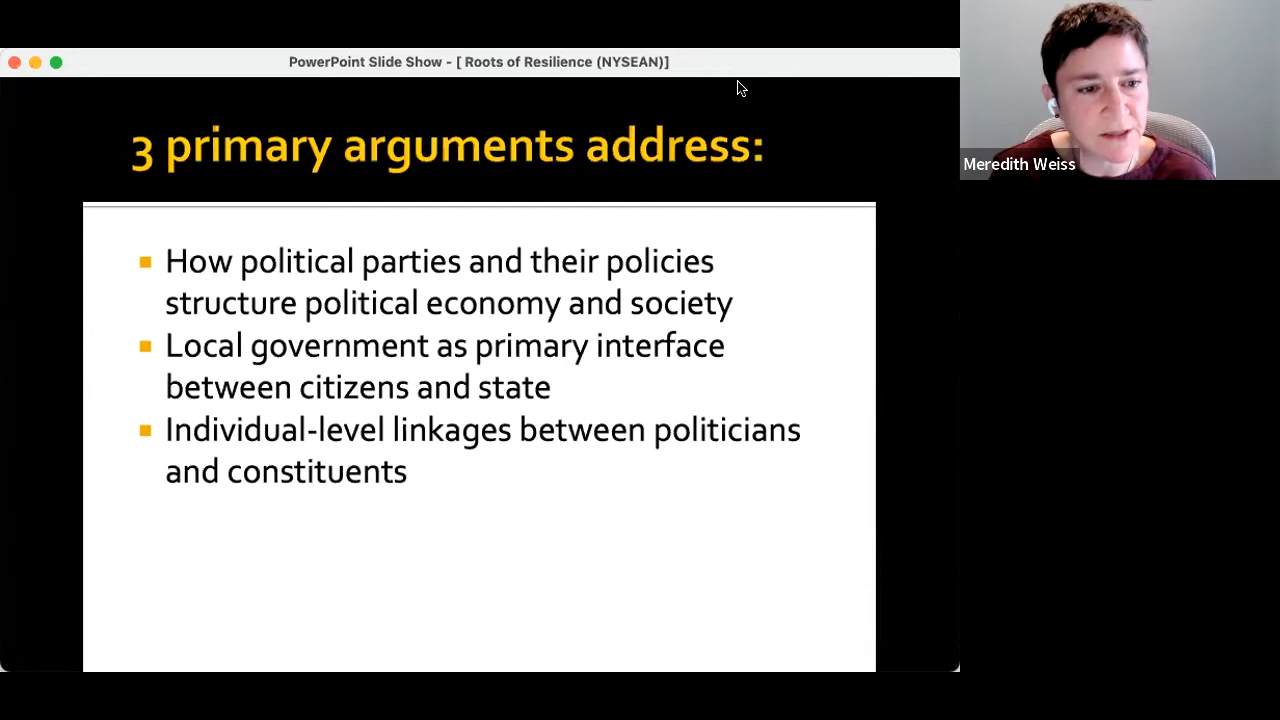 PowerPoint Slide Show - [ Roots of Resilience (NYSEAN)]
3 primary arguments address:
How political parties and their policies
structure political economy and society
Local government as primary interface
between citizens and state
Individual-level linkages between politicians
and constituents
Meredith Weiss